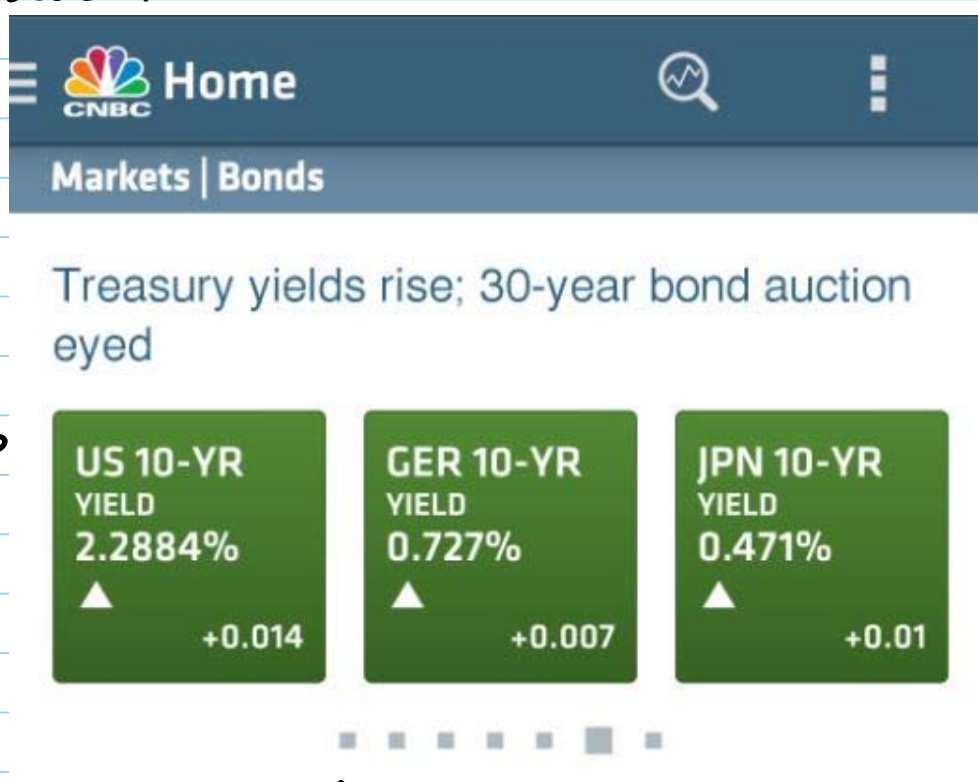 CNBC
Home
Markets | Bonds
Treasury yields rise; 30-year bond auction
eyed
US 10-YR
YIELD
2.2884%
+0.014
GER 10-YR
YIELD
0.727%
+0.007
JPN 10-YR
YIELD
0.471%
+0.01